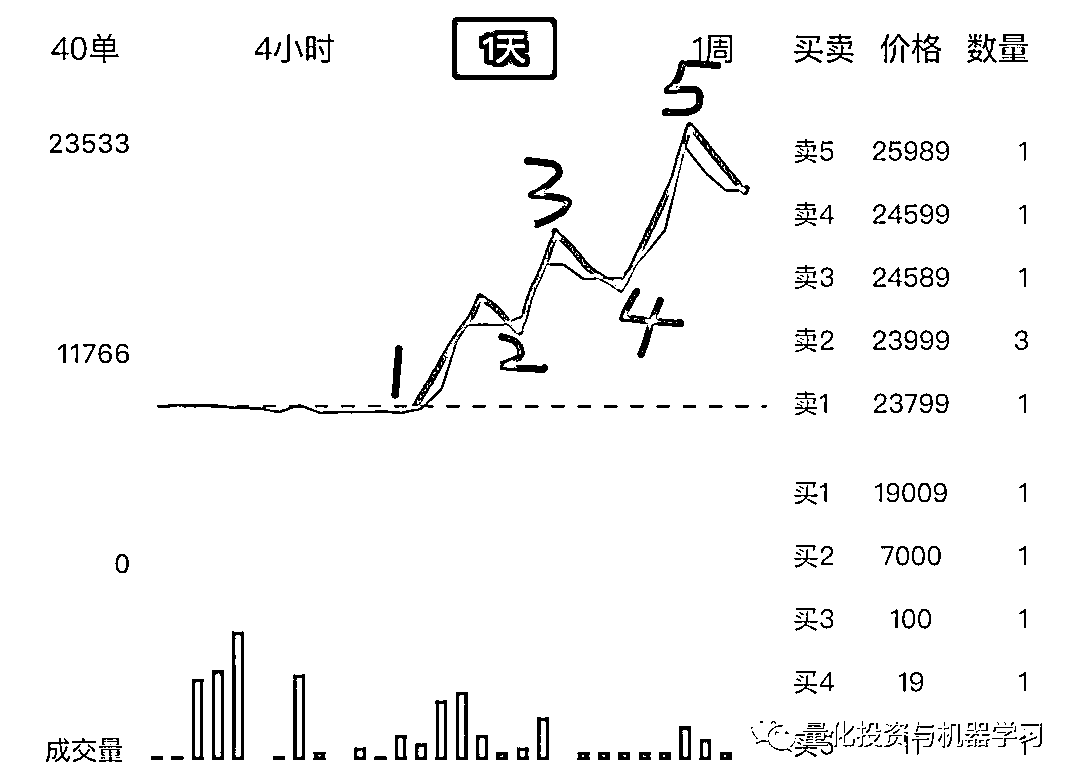 40单 4小时 1天 1周 买卖 价格 数量
5
23533
卖5 25989 1
3
卖4 24599 1
卖3 24589 1
4
卖2 23999 3
11766
1 2
卖1 23799 1
买1 19009 1
0
买2 7000 1
买3 100 1
买4 19 1
成交量
量化投资与机器学习